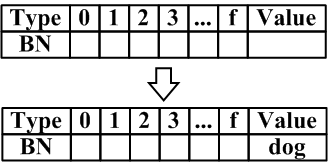 Type 0 1 2 3 ... f Value
BN
Type 0 1 2 3 ... f Value
BN dog